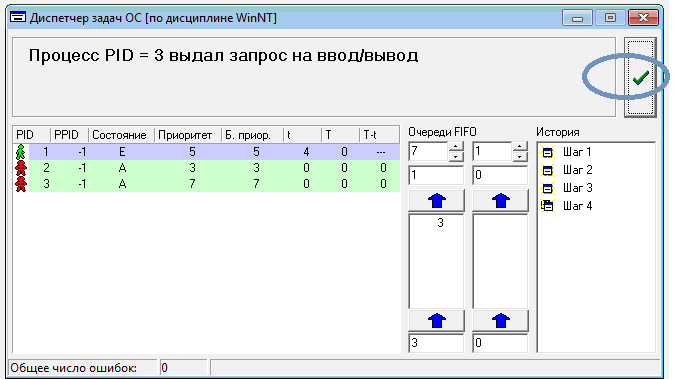 Диспетчер задач ОС [по дисциплине WinNT]
Процесс PID = 3 выдал запрос на ввод/вывод
PID PPID Состояние Приоритет Б. приор. t T T-t
1 -1 E 5 5 4 0 ---
2 -1 A 3 3 0 0 0
3 -1 A 7 7 0 0 0
Очереди FIFO
7 1
1 0
3
3 0
История
Шаг 1
Шаг 2
Шаг 3
Шаг 4
Общее число ошибок: 0